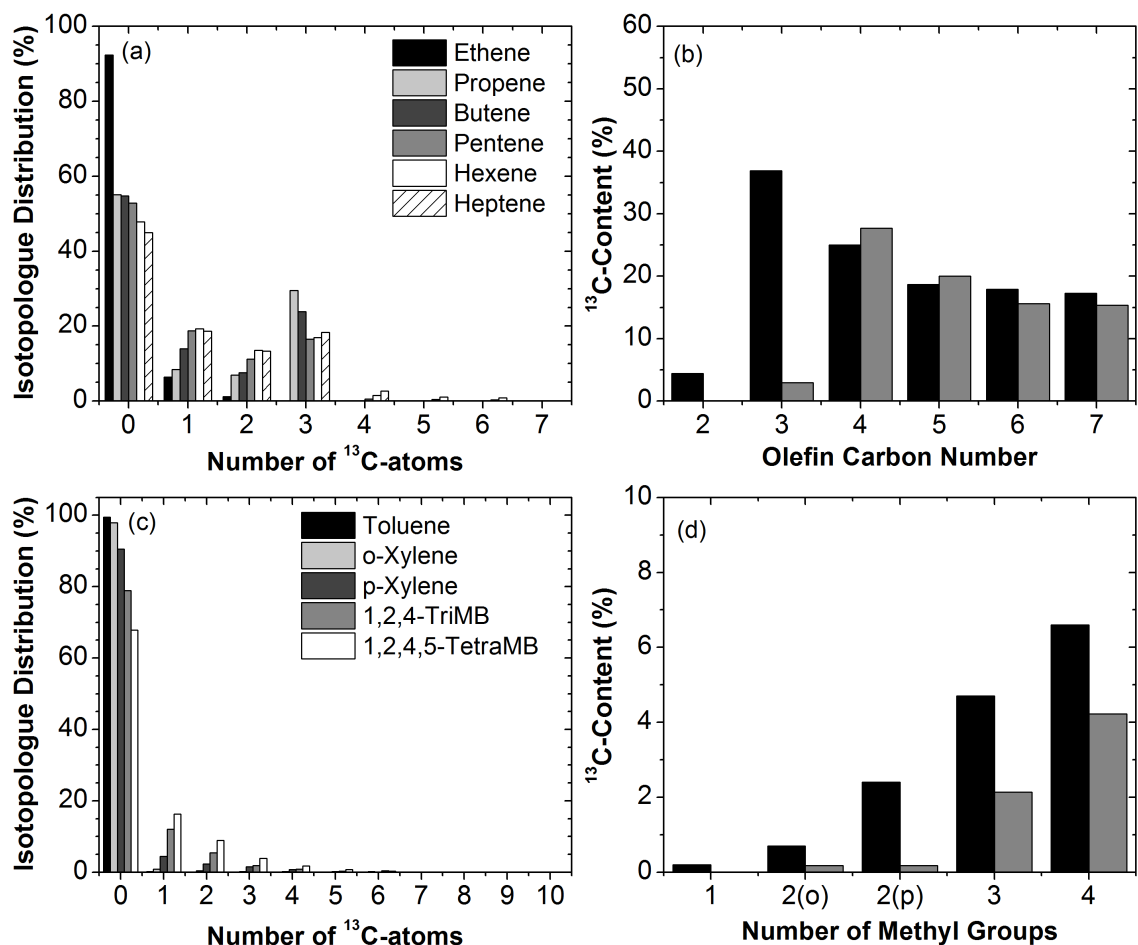 (a)
Isotopologue Distribution (%)
100
80
60
40
20
0
Ethene
Propene
Butene
Pentene
Hexene
Heptene
0 1 2 3 4 5 6 7
Number of ¹³C-atoms
(b)
¹³C-Content (%)
60
50
40
30
20
10
0
2 3 4 5 6 7
Olefin Carbon Number
(c)
Isotopologue Distribution (%)
100
80
60
40
20
0
Toluene
o-Xylene
p-Xylene
1,2,4-TriMB
1,2,4,5-TetraMB
0 1 2 3 4 5 6 7 8 9 10
Number of ¹³C-atoms
(d)
¹³C-Content (%)
10
8
6
4
2
0
1 2(o) 2(p) 3 4
Number of Methyl Groups